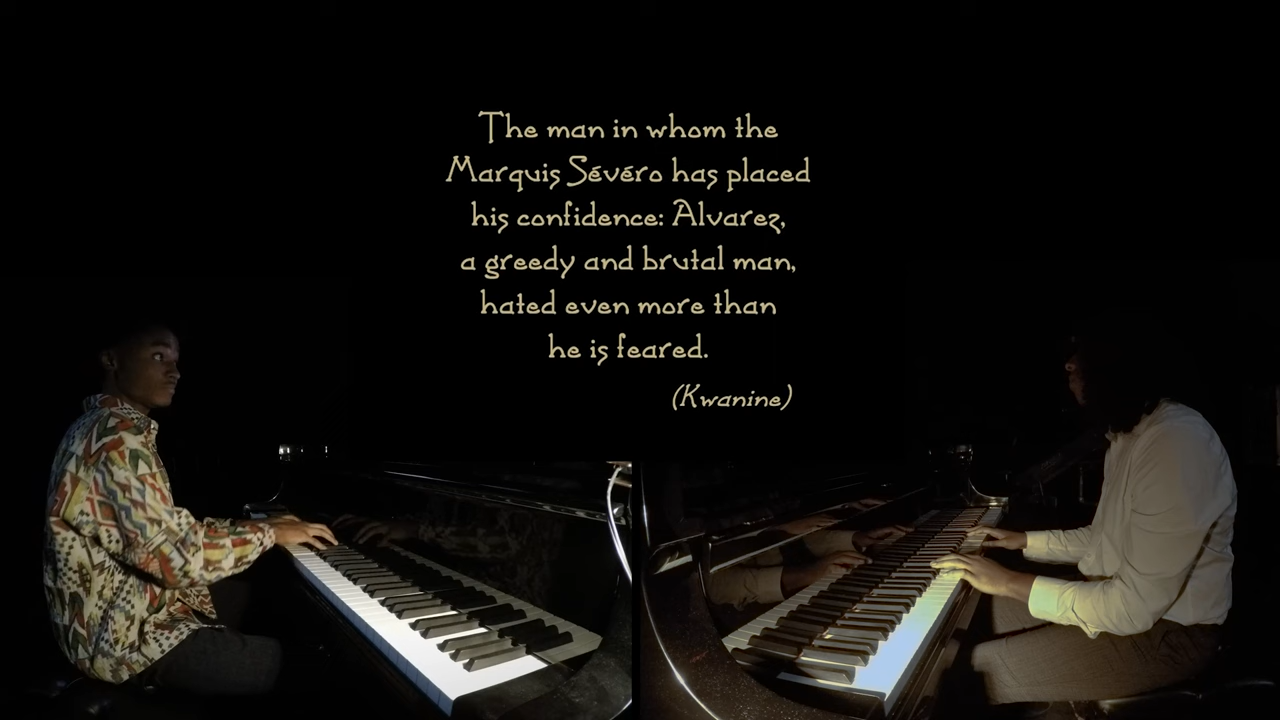 The man in whom the
Marquis Sévéro has placed
his confidence: Alvarez,
a greedy and brutal man,
hated even more than
he is feared.
(Kwanine)